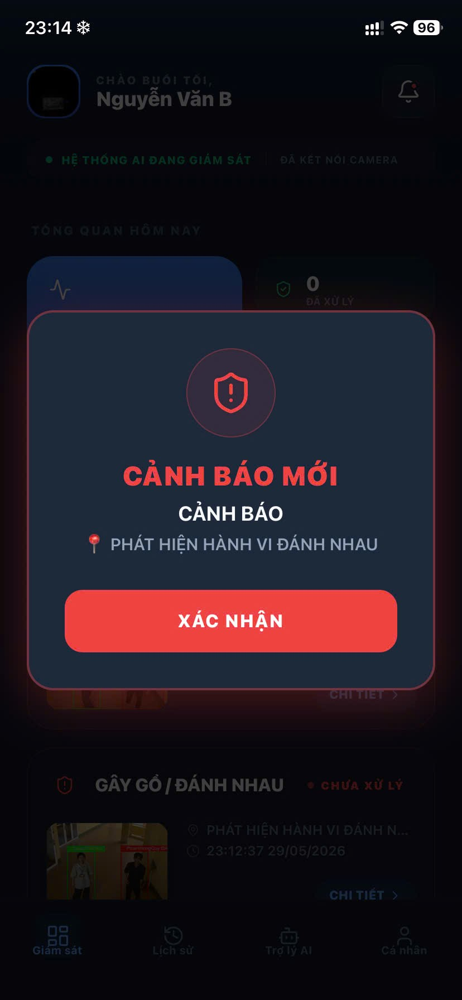 23:14
96
CHÀO BUỔI TỐI,
Nguyễn Văn B
HỆ THỐNG AI ĐANG GIÁM SÁT
ĐÃ KẾT NỐI CAMERA
TỔNG QUAN HÔM NAY
0
ĐÃ XỬ LÝ
CẢNH BÁO MỚI
CẢNH BÁO
PHÁT HIỆN HÀNH VI ĐÁNH NHAU
XÁC NHẬN
CHI TIẾT
GÂY GỔ / ĐÁNH NHAU
CHƯA XỬ LÝ
PHÁT HIỆN HÀNH VI ĐÁNH N...
23:12:37 29/05/2026
CHI TIẾT
Giám sát
Lịch sử
Trợ lý AI
Cá nhân